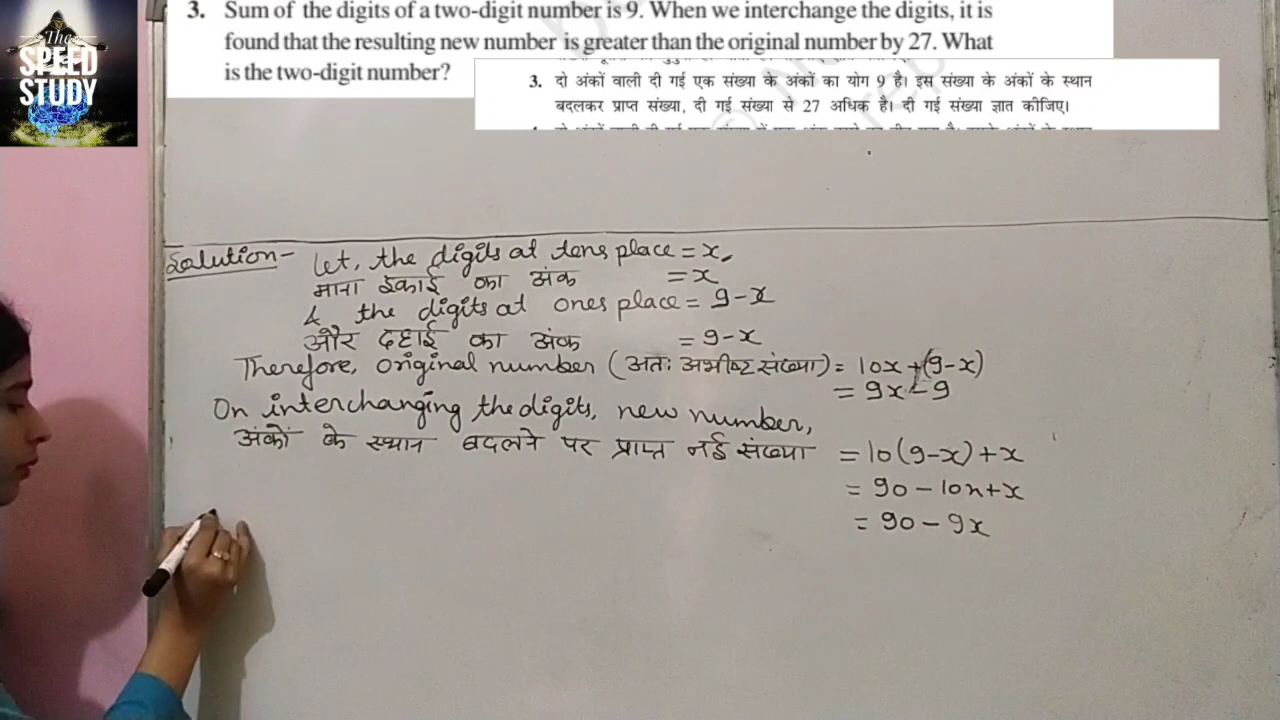 The
SPEED
STUDY
3. Sum of the digits of a two-digit number is 9. When we interchange the digits, it is
found that the resulting new number is greater than the original number by 27. What
is the two-digit number?
3. दो अंकों वाली दी गई एक संख्या के अंकों का योग 9 है। इस संख्या के अंकों के स्थान
बदलकर प्राप्त संख्या, दी गई संख्या से 27 अधिक है। दी गई संख्या ज्ञात कीजिए।
Solution- Let, the digits at tens place = x,
माना इकाई का अंक = x
& the digits at ones place = 9-x
और दहाई का अंक = 9-x
Therefore, original number (अतः अभीष्ट संख्या) = 10x+(9-x)
= 9x-9
On interchanging the digits, new number,
अंकों के स्थान बदलने पर प्राप्त नई संख्या = 10(9-x)+x
= 90-10x+x
= 90-9x